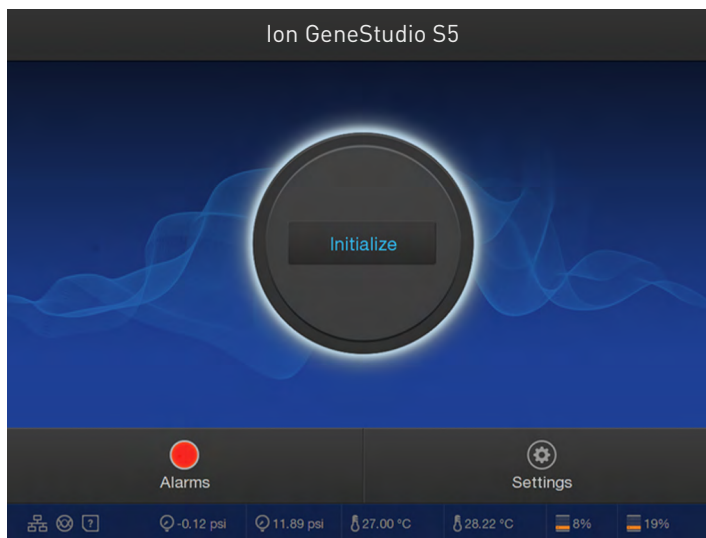 Ion GeneStudio S5
Initialize
Alarms
Settings
? -0.12 psi 11.89 psi 27.00 °C 28.22 °C 8% 19%